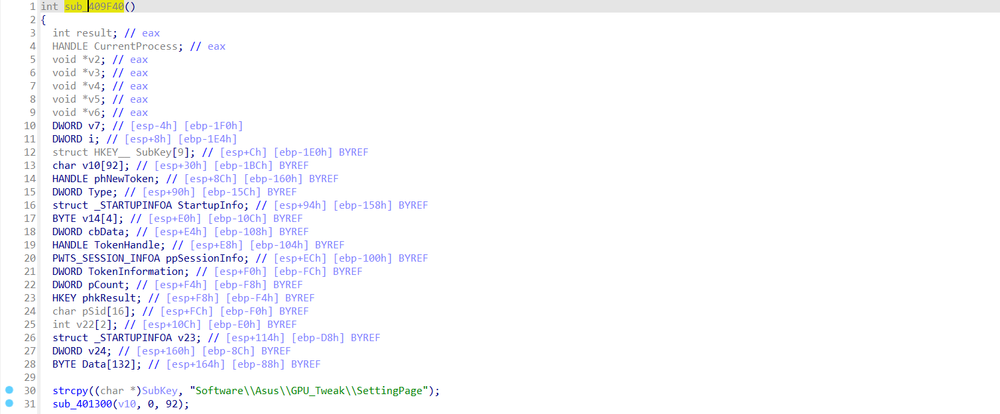 1 int sub_409F40()
2 {
3 int result; // eax
4 HANDLE CurrentProcess; // eax
5 void *v2; // eax
6 void *v3; // eax
7 void *v4; // eax
8 void *v5; // eax
9 void *v6; // eax
10 DWORD v7; // [esp-4h] [ebp-1F0h]
11 DWORD i; // [esp+8h] [ebp-1E4h]
12 struct HKEY__ SubKey[9]; // [esp+Ch] [ebp-1E0h] BYREF
13 char v10[92]; // [esp+30h] [ebp-1BCh] BYREF
14 HANDLE phNewToken; // [esp+8Ch] [ebp-160h] BYREF
15 DWORD Type; // [esp+90h] [ebp-15Ch] BYREF
16 struct _STARTUPINFOA StartupInfo; // [esp+94h] [ebp-158h] BYREF
17 BYTE v14[4]; // [esp+E0h] [ebp-10Ch] BYREF
18 DWORD cbData; // [esp+E4h] [ebp-108h] BYREF
19 HANDLE TokenHandle; // [esp+E8h] [ebp-104h] BYREF
20 PWTS_SESSION_INFOA ppSessionInfo; // [esp+ECh] [ebp-100h] BYREF
21 DWORD TokenInformation; // [esp+F0h] [ebp-FCh] BYREF
22 DWORD pCount; // [esp+F4h] [ebp-F8h] BYREF
23 HKEY phkResult; // [esp+F8h] [ebp-F4h] BYREF
24 char pSid[16]; // [esp+FCh] [ebp-F0h] BYREF
25 int v22[2]; // [esp+10Ch] [ebp-E0h] BYREF
26 struct _STARTUPINFOA v23; // [esp+114h] [ebp-D8h] BYREF
27 DWORD v24; // [esp+160h] [ebp-8Ch] BYREF
28 BYTE Data[132]; // [esp+164h] [ebp-88h] BYREF
29
30 strcpy((char *)SubKey, "Software\\Asus\\GPU_Tweak\\SettingPage");
31 sub_401300(v10, 0, 92);